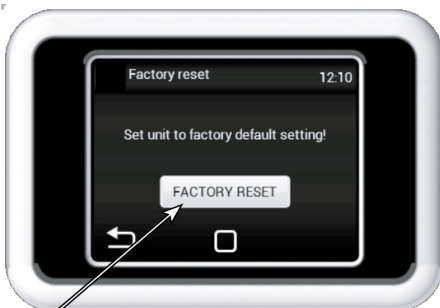 Factory reset
12:10
Set unit to factory default setting!
FACTORY RESET